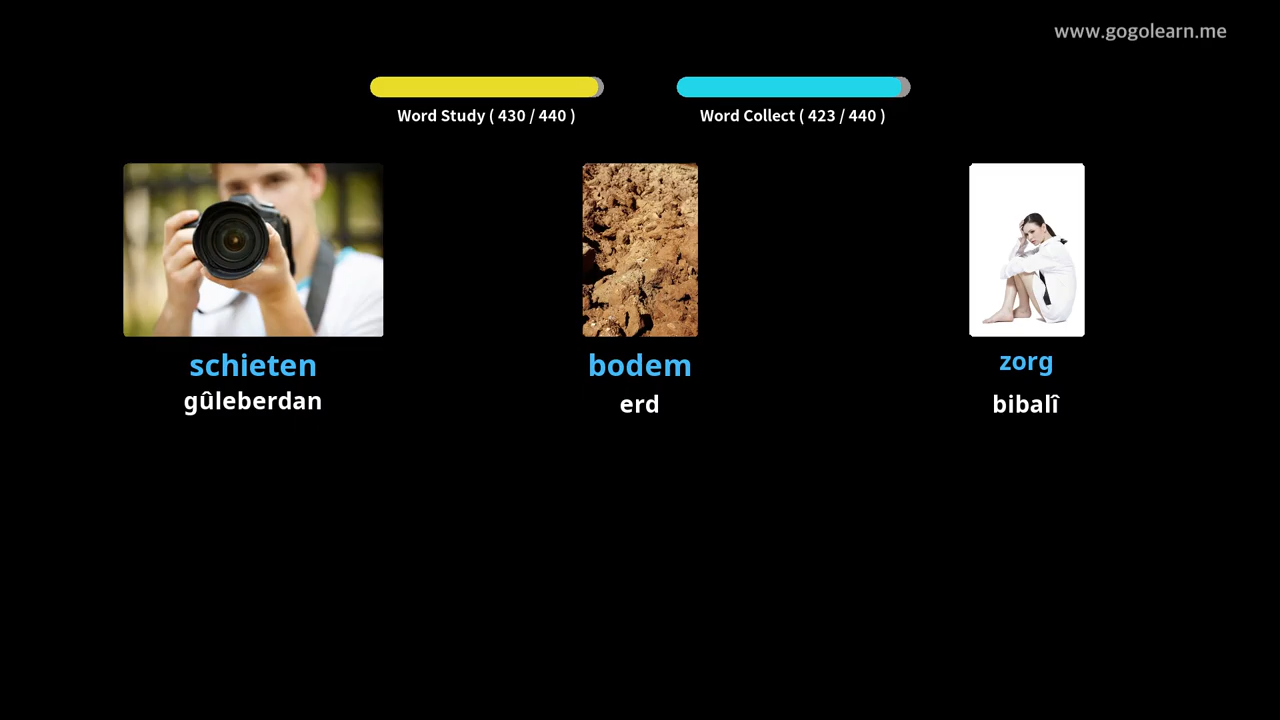 www.gogolearn.me
Word Study ( 430 / 440 )
Word Collect ( 423 / 440 )
schieten
gûleberdan
bodem
erd
zorg
bibalî